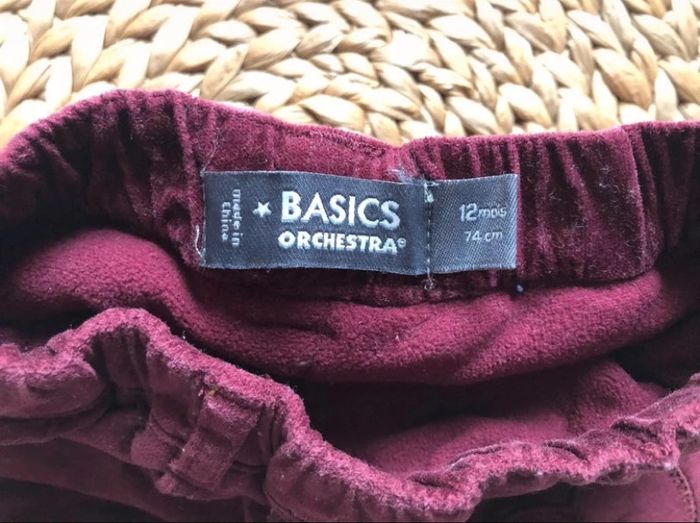 made in
china
★ BASICS
ORCHESTRA®
12 mois
74 cm